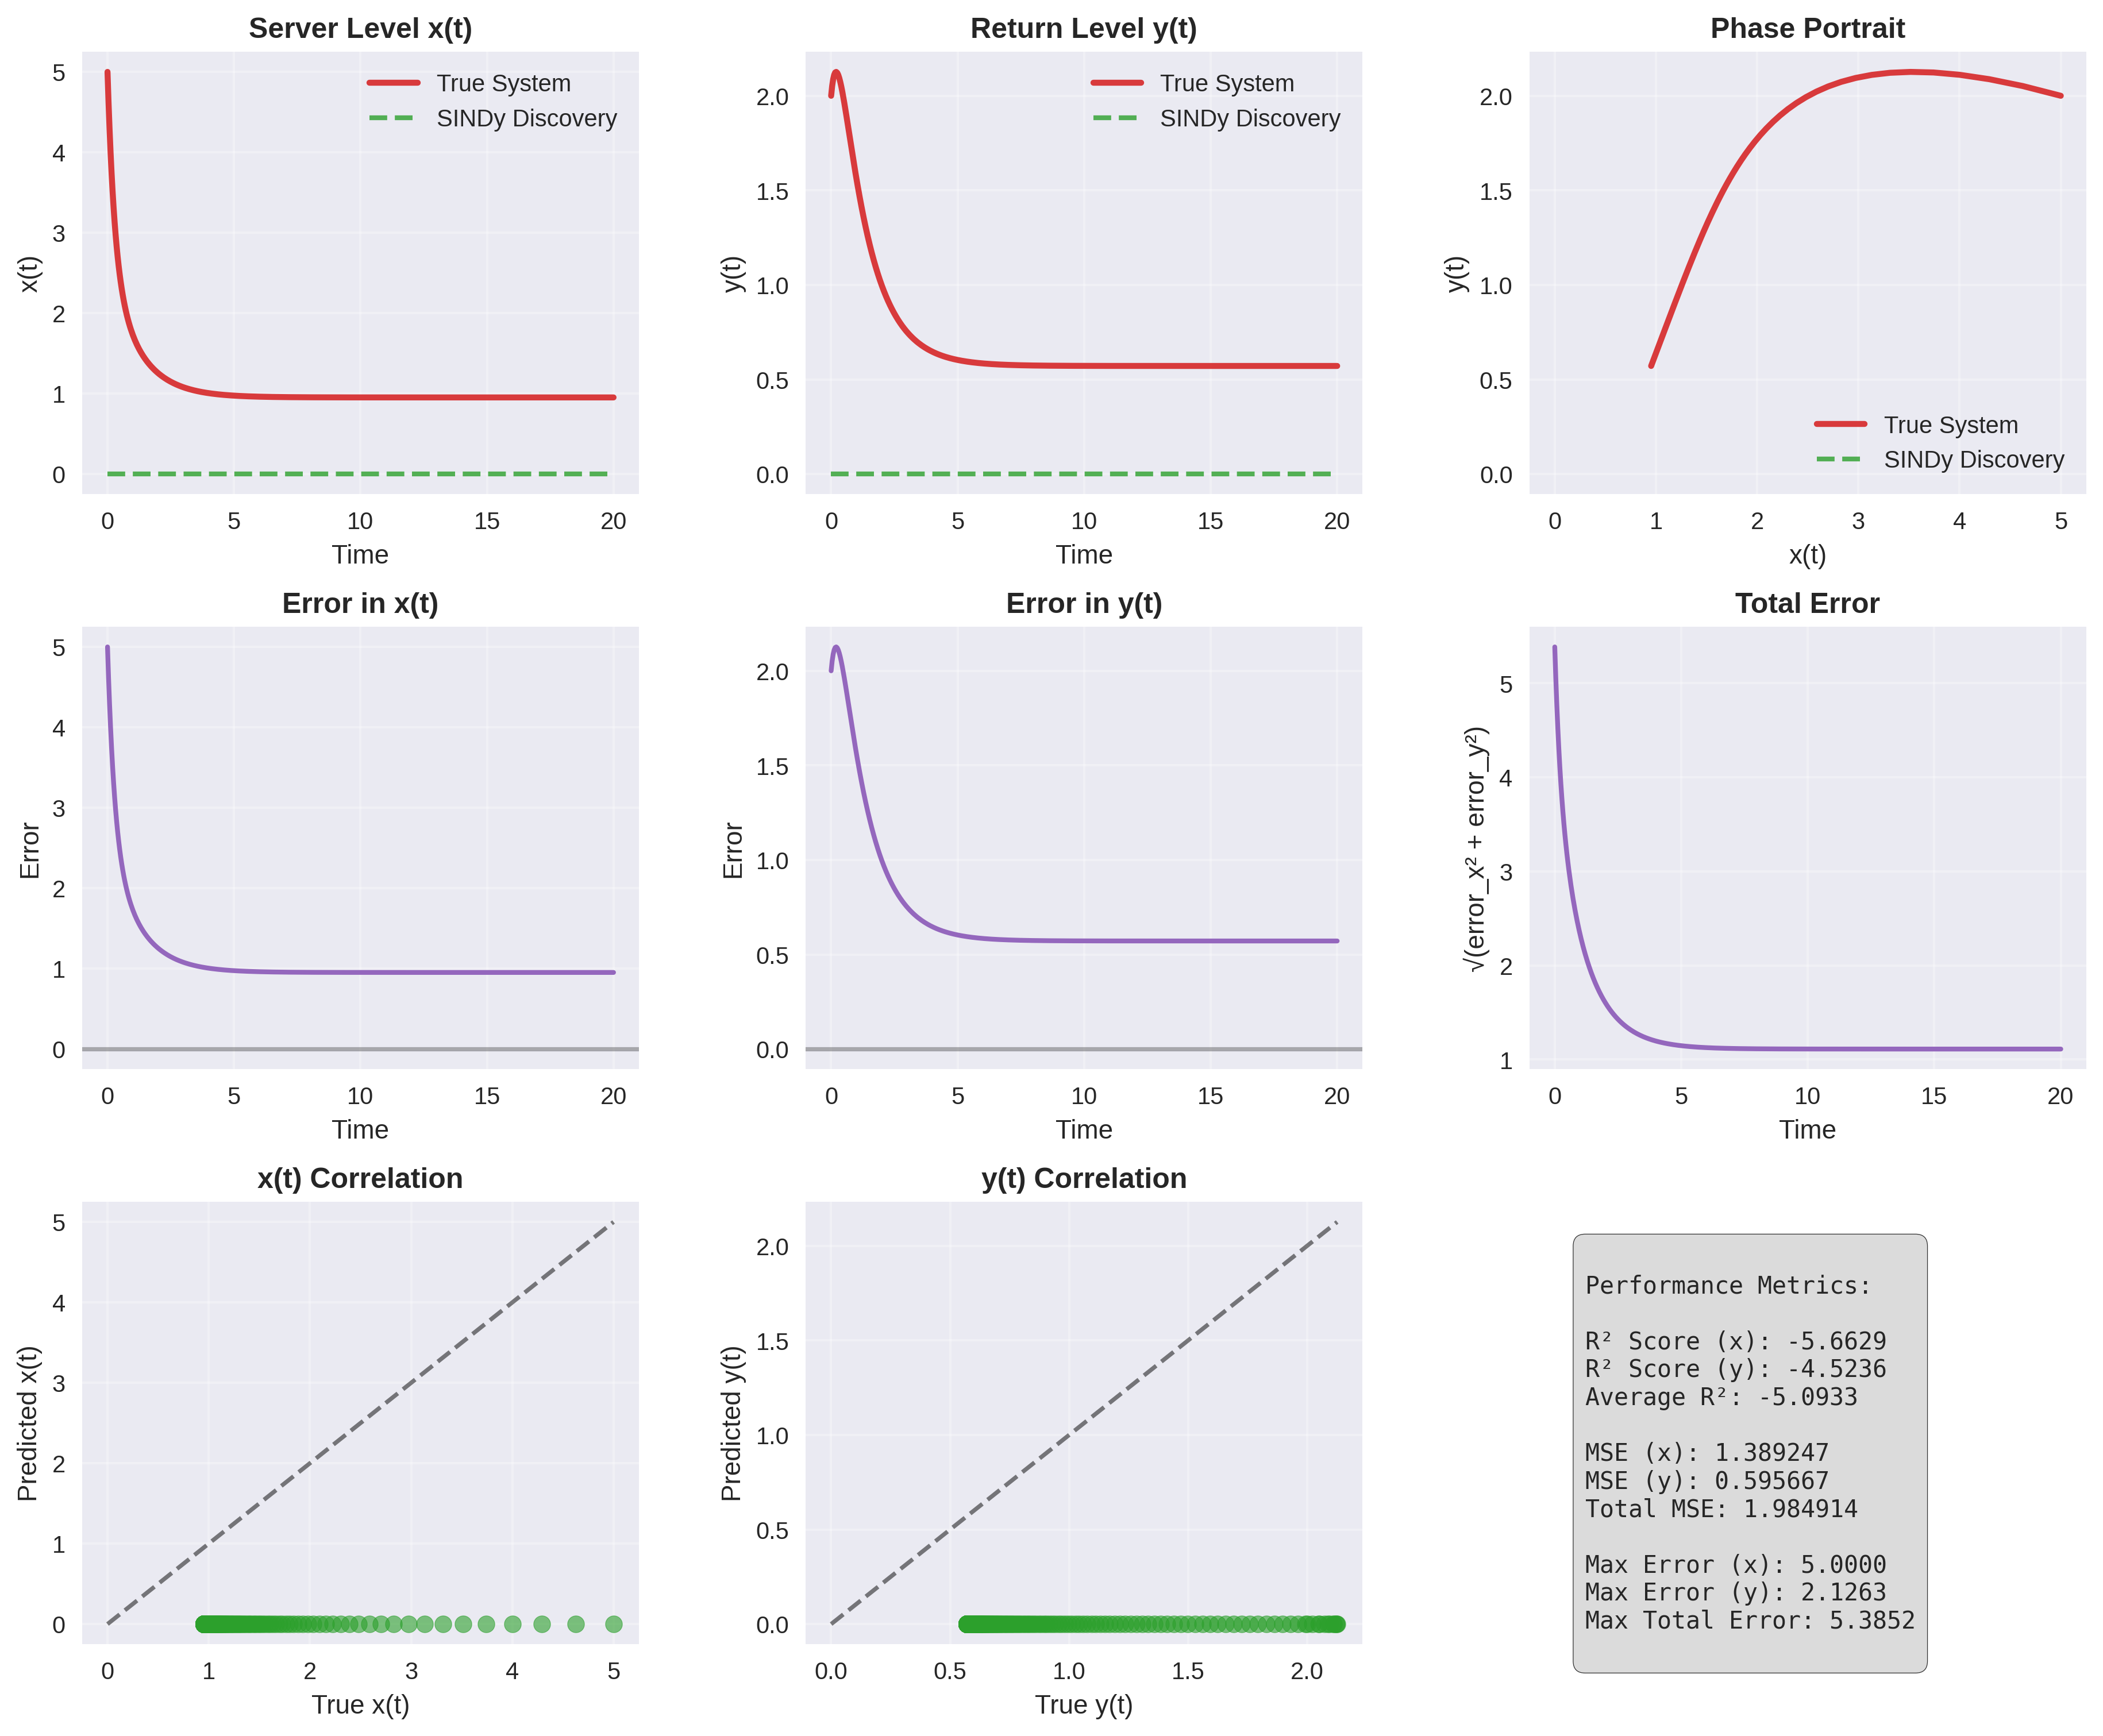 Server Level x(t)
5
4
3
2
1
0
x(t)
True System
SINDy Discovery
0 5 10 15 20
Time
Return Level y(t)
2.0
1.5
1.0
0.5
0.0
y(t)
True System
SINDy Discovery
0 5 10 15 20
Time
Phase Portrait
2.0
1.5
1.0
0.5
0.0
y(t)
True System
SINDy Discovery
0 1 2 3 4 5
x(t)
Error in x(t)
5
4
3
2
1
0
Error
0 5 10 15 20
Time
Error in y(t)
2.0
1.5
1.0
0.5
0.0
Error
0 5 10 15 20
Time
Total Error
5
4
3
2
1
√(error_x² + error_y²)
0 5 10 15 20
Time
x(t) Correlation
5
4
3
2
1
0
Predicted x(t)
0 1 2 3 4 5
True x(t)
y(t) Correlation
2.0
1.5
1.0
0.5
0.0
Predicted y(t)
0.0 0.5 1.0 1.5 2.0
True y(t)
Performance Metrics:
R² Score (x): -5.6629
R² Score (y): -4.5236
Average R²: -5.0933
MSE (x): 1.389247
MSE (y): 0.595667
Total MSE: 1.984914
Max Error (x): 5.0000
Max Error (y): 2.1263
Max Total Error: 5.3852